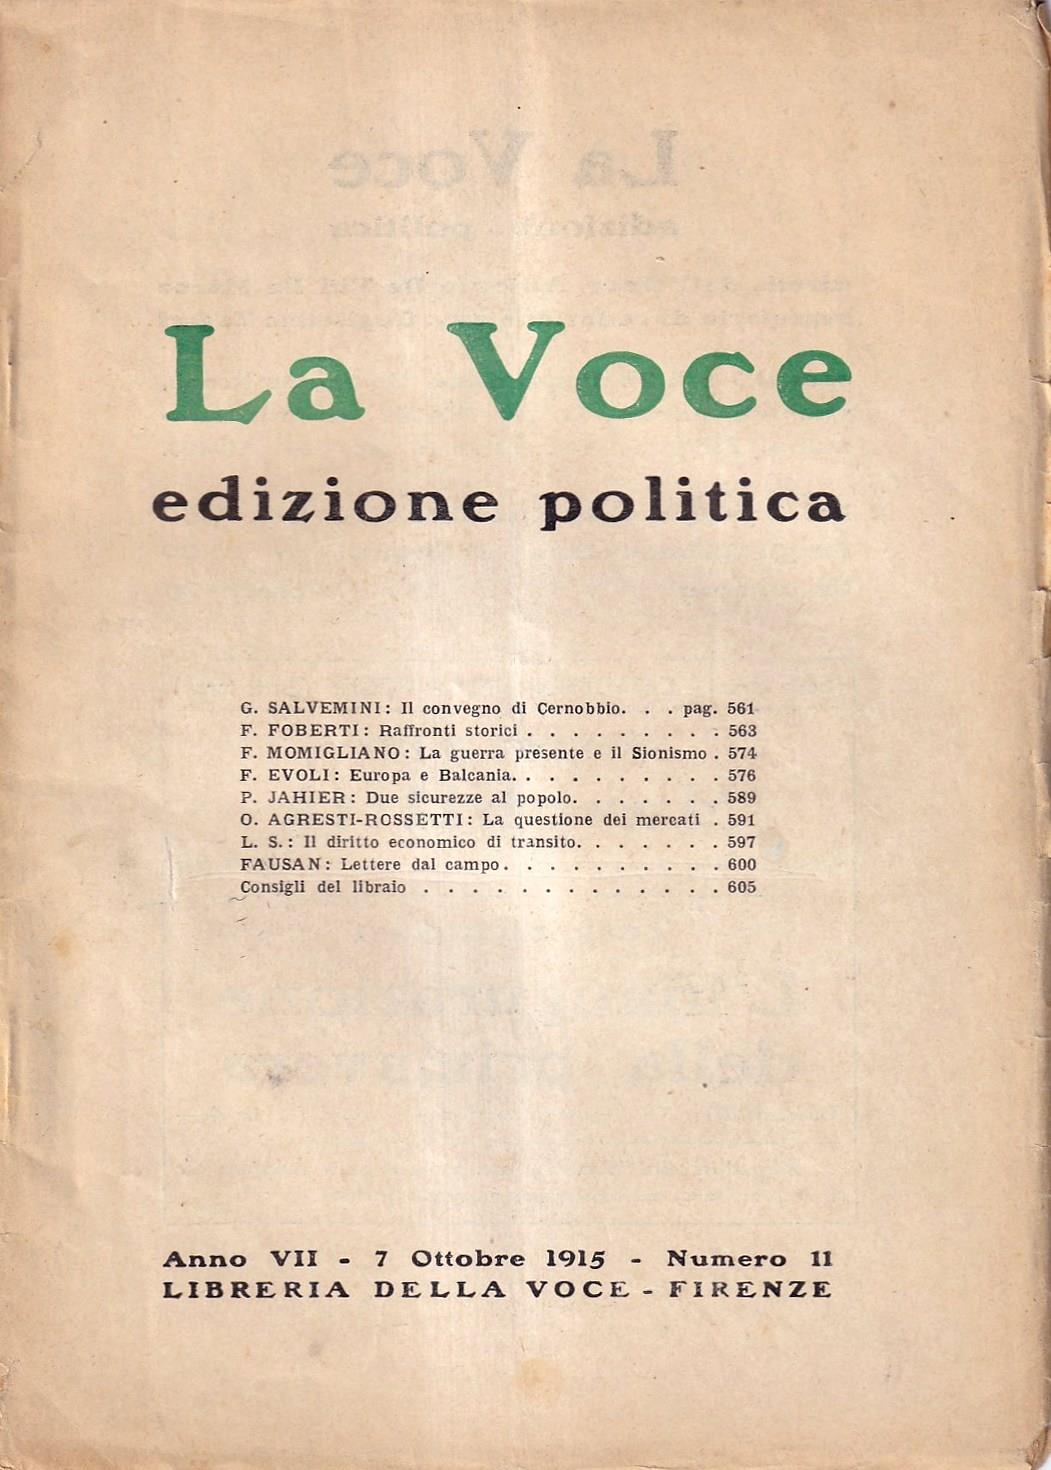 La Voce
edizione politica
G. SALVEMINI: Il convegno di Cernobbio. . . pag. 561
F. FOBERTI: Raffronti storici . . . . . . . . . 563
F. MOMIGLIANO: La guerra presente e il Sionismo . 574
F. EVOLI: Europa e Balcania. . . . . . . . . . 576
P. JAHIER: Due sicurezze al popolo. . . . . . . 589
O. AGRESTI-ROSSETTI: La questione dei mercati . 591
L. S.: Il diritto economico di transito. . . . . . . 597
FAUSAN: Lettere dal campo. . . . . . . . . . 600
Consigli del libraio . . . . . . . . . . . . . 605
Anno VII - 7 Ottobre 1915 - Numero 11
LIBRERIA DELLA VOCE - FIRENZE